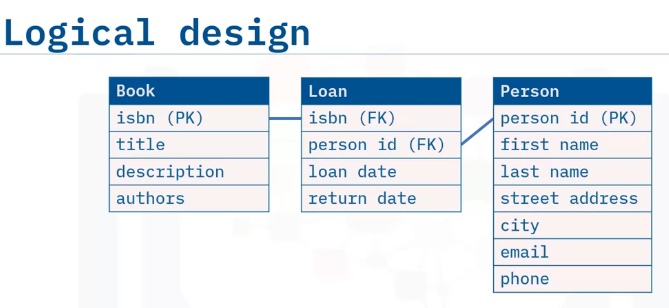 Logical design
Book
isbn (PK)
title
description
authors
Loan
isbn (FK)
person id (FK)
loan date
return date
Person
person id (PK)
first name
last name
street address
city
email
phone